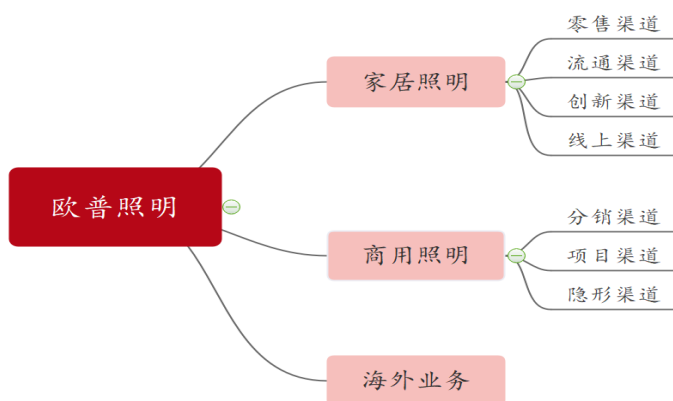 欧普照明
家居照明
零售渠道
流通渠道
创新渠道
线上渠道
商用照明
分销渠道
项目渠道
隐形渠道
海外业务